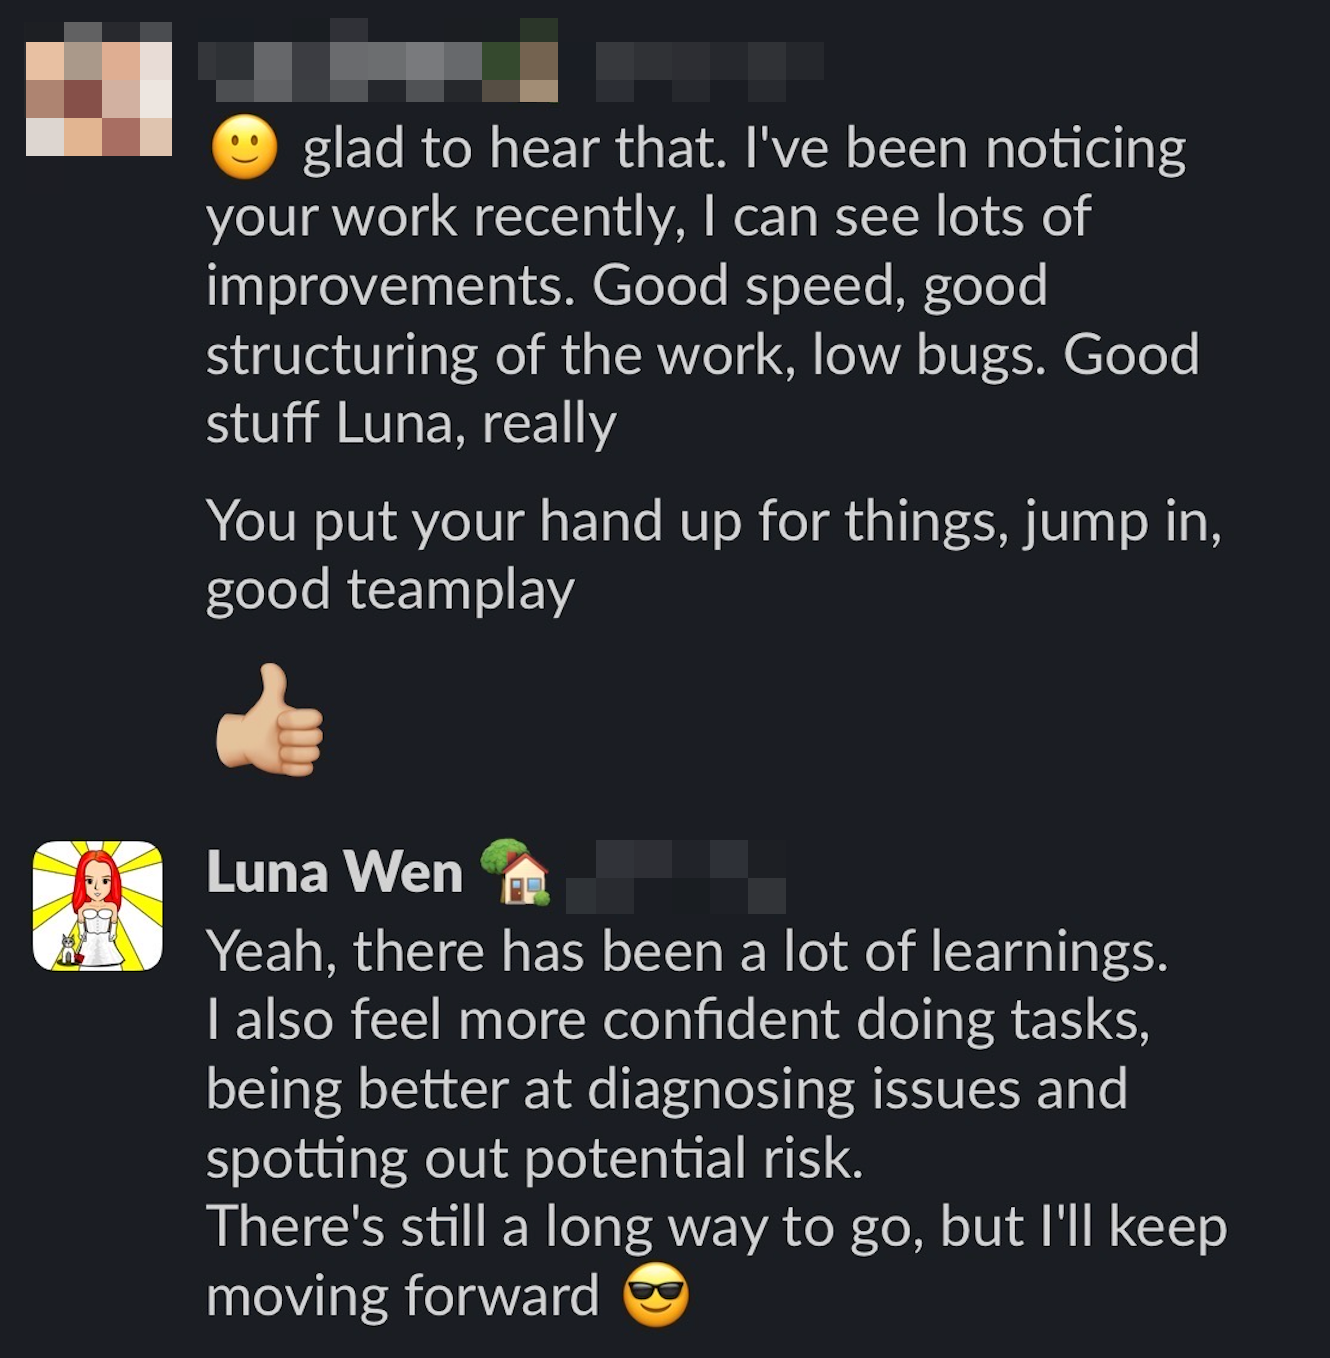 🙂 glad to hear that. I've been noticing
your work recently, I can see lots of
improvements. Good speed, good
structuring of the work, low bugs. Good
stuff Luna, really
You put your hand up for things, jump in,
good teamplay
👍🏼
Luna Wen 🏡
Yeah, there has been a lot of learnings.
I also feel more confident doing tasks,
being better at diagnosing issues and
spotting out potential risk.
There's still a long way to go, but I'll keep
moving forward 😎